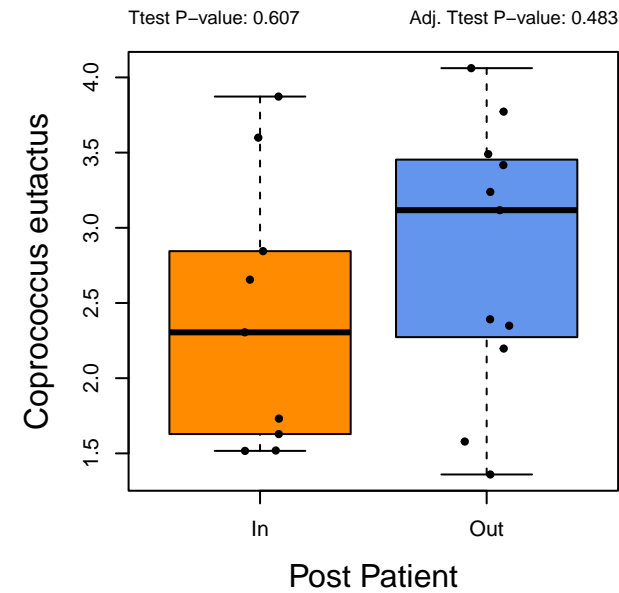 Ttest P−value: 0.607
Adj. Ttest P−value: 0.483
Coprococcus eutactus
4.0
3.5
3.0
2.5
2.0
1.5
In
Out
Post Patient